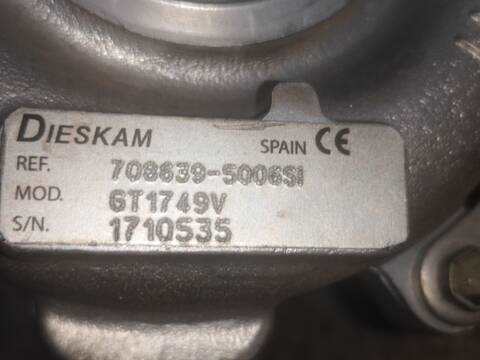 DIESKAM
SPAIN CE
REF. 708639-5006SI
MOD. GT1749V
S/N. 1710535